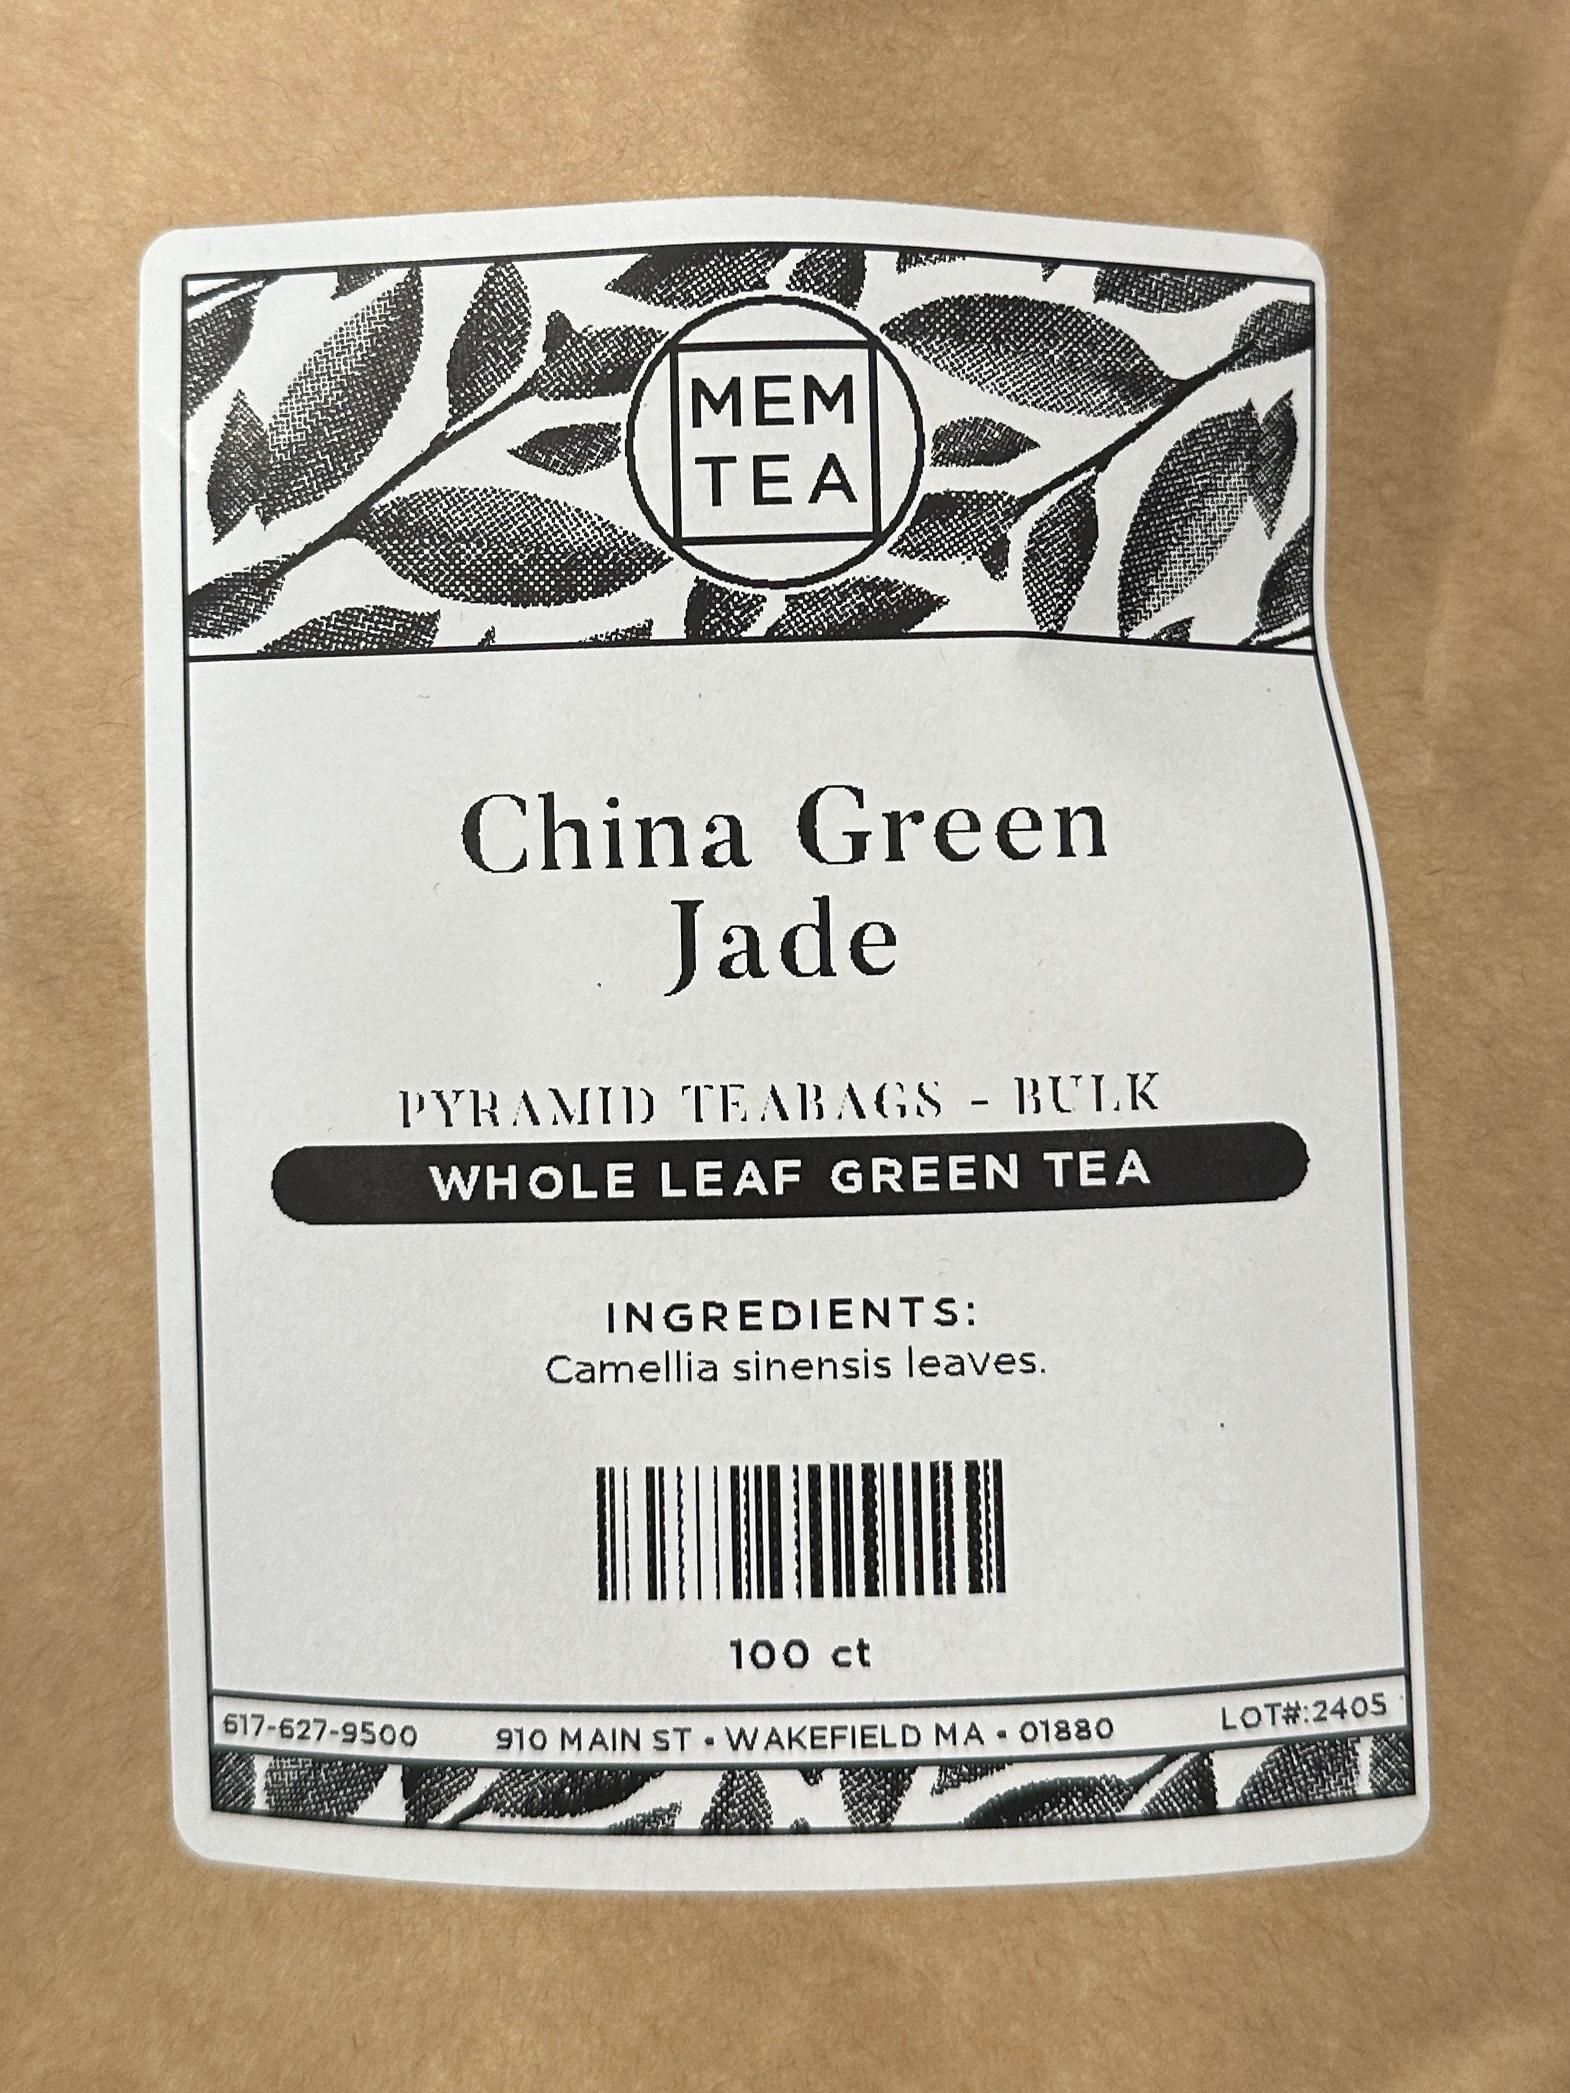 MEM
TEA
China Green
Jade
PYRAMID TEABAGS - BULK
WHOLE LEAF GREEN TEA
INGREDIENTS:
Camellia sinensis leaves.
100 ct
617-627-9500 910 MAIN ST • WAKEFIELD MA • 01880 LOT#:2405